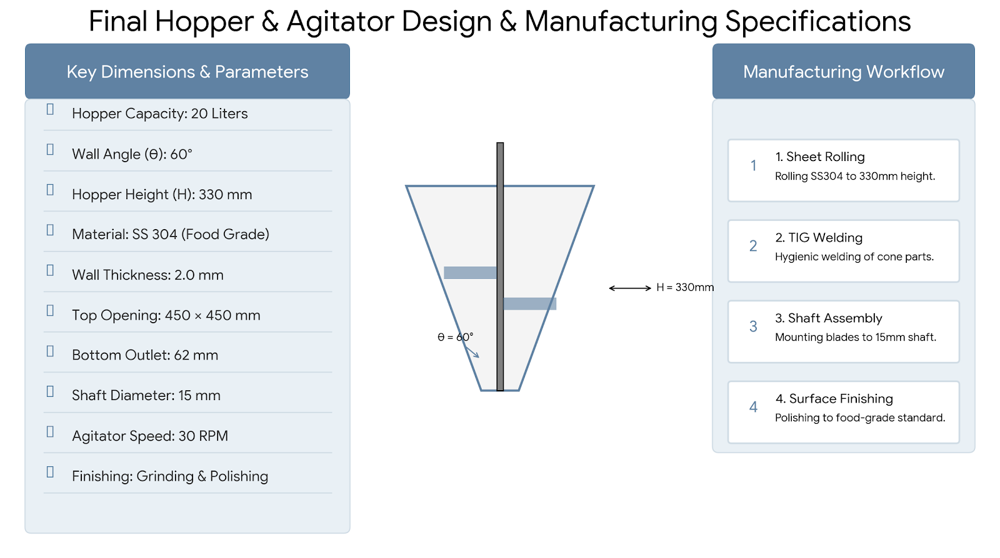 Final Hopper & Agitator Design & Manufacturing Specifications
Key Dimensions & Parameters
Hopper Capacity: 20 Liters
Wall Angle (θ): 60°
Hopper Height (H): 330 mm
Material: SS 304 (Food Grade)
Wall Thickness: 2.0 mm
Top Opening: 450 × 450 mm
Bottom Outlet: 62 mm
Shaft Diameter: 15 mm
Agitator Speed: 30 RPM
Finishing: Grinding & Polishing
θ = 60°
H = 330mm
Manufacturing Workflow
1
1. Sheet Rolling
Rolling SS304 to 330mm height.
2
2. TIG Welding
Hygienic welding of cone parts.
3
3. Shaft Assembly
Mounting blades to 15mm shaft.
4
4. Surface Finishing
Polishing to food-grade standard.